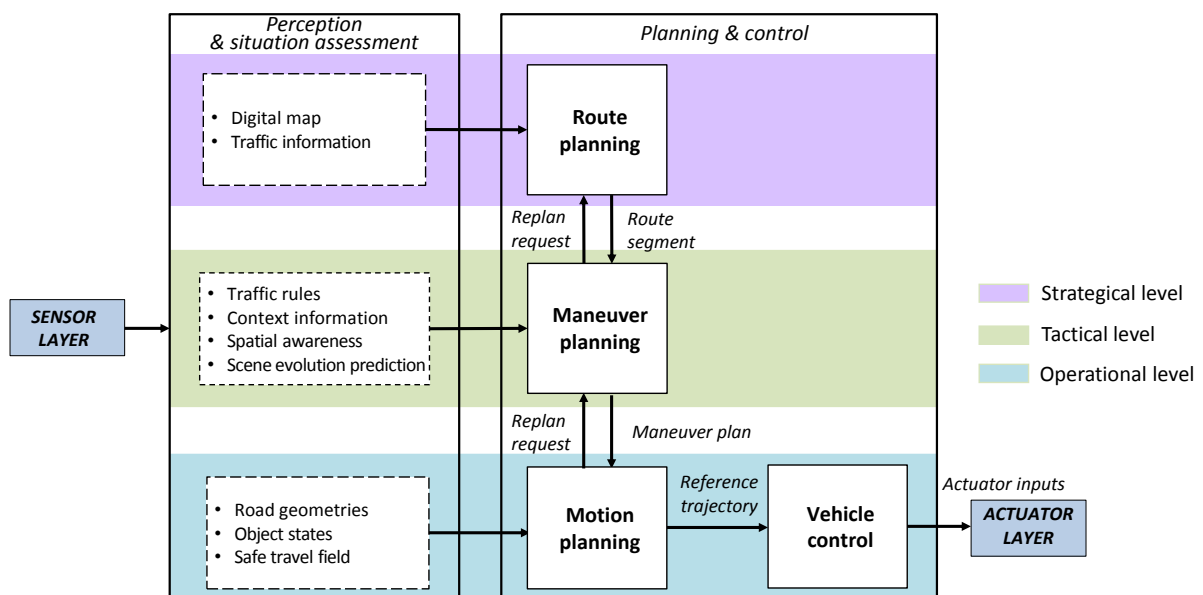 Perception
& situation assessment
Planning & control
• Digital map
• Traffic information
Route
planning
Replan
request
Route
segment
SENSOR
LAYER
• Traffic rules
• Context information
• Spatial awareness
• Scene evolution prediction
Maneuver
planning
Strategical level
Tactical level
Operational level
Replan
request
Maneuver plan
• Road geometries
• Object states
• Safe travel field
Motion
planning
Reference
trajectory
Vehicle
control
Actuator inputs
ACTUATOR
LAYER